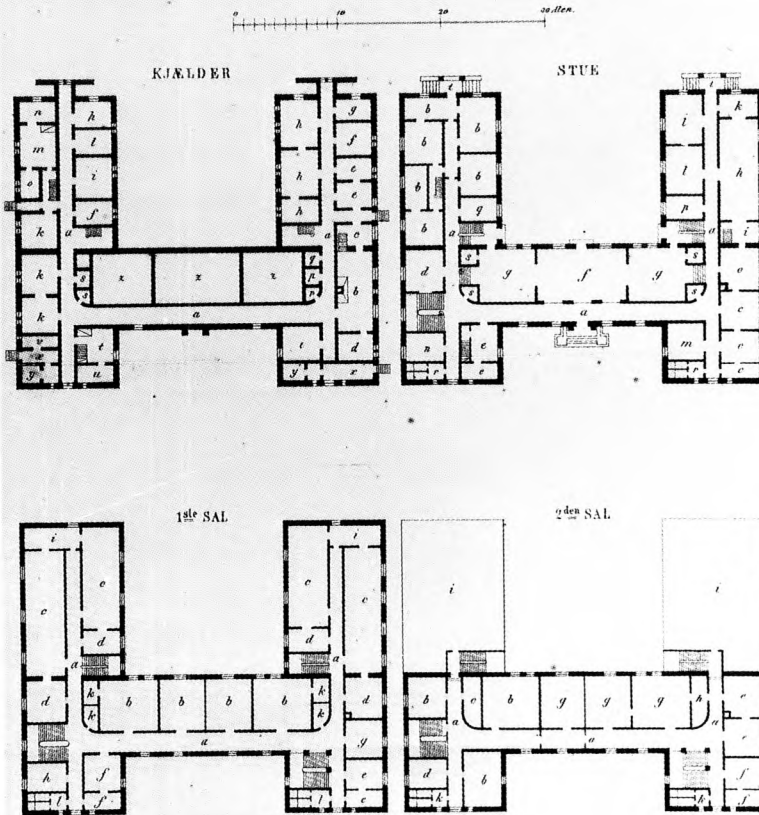 0 10 20 30 Alen.
KJÆLDER
STUE
n h g b t b t k
l f l h
m i h t b b
o f e l
k a h c b g p
a a i
k s z z z q b d s g f g s o
s p c
k s r s s
a a
v t t d n e m c
x
g u y x r e r c
1ste SAL
2den SAL
i i
c e c c i i
d d
a a
d k b b b b k d b c b g g g h e
k k a a
a g a e
h f e d b f
l f l c k k f